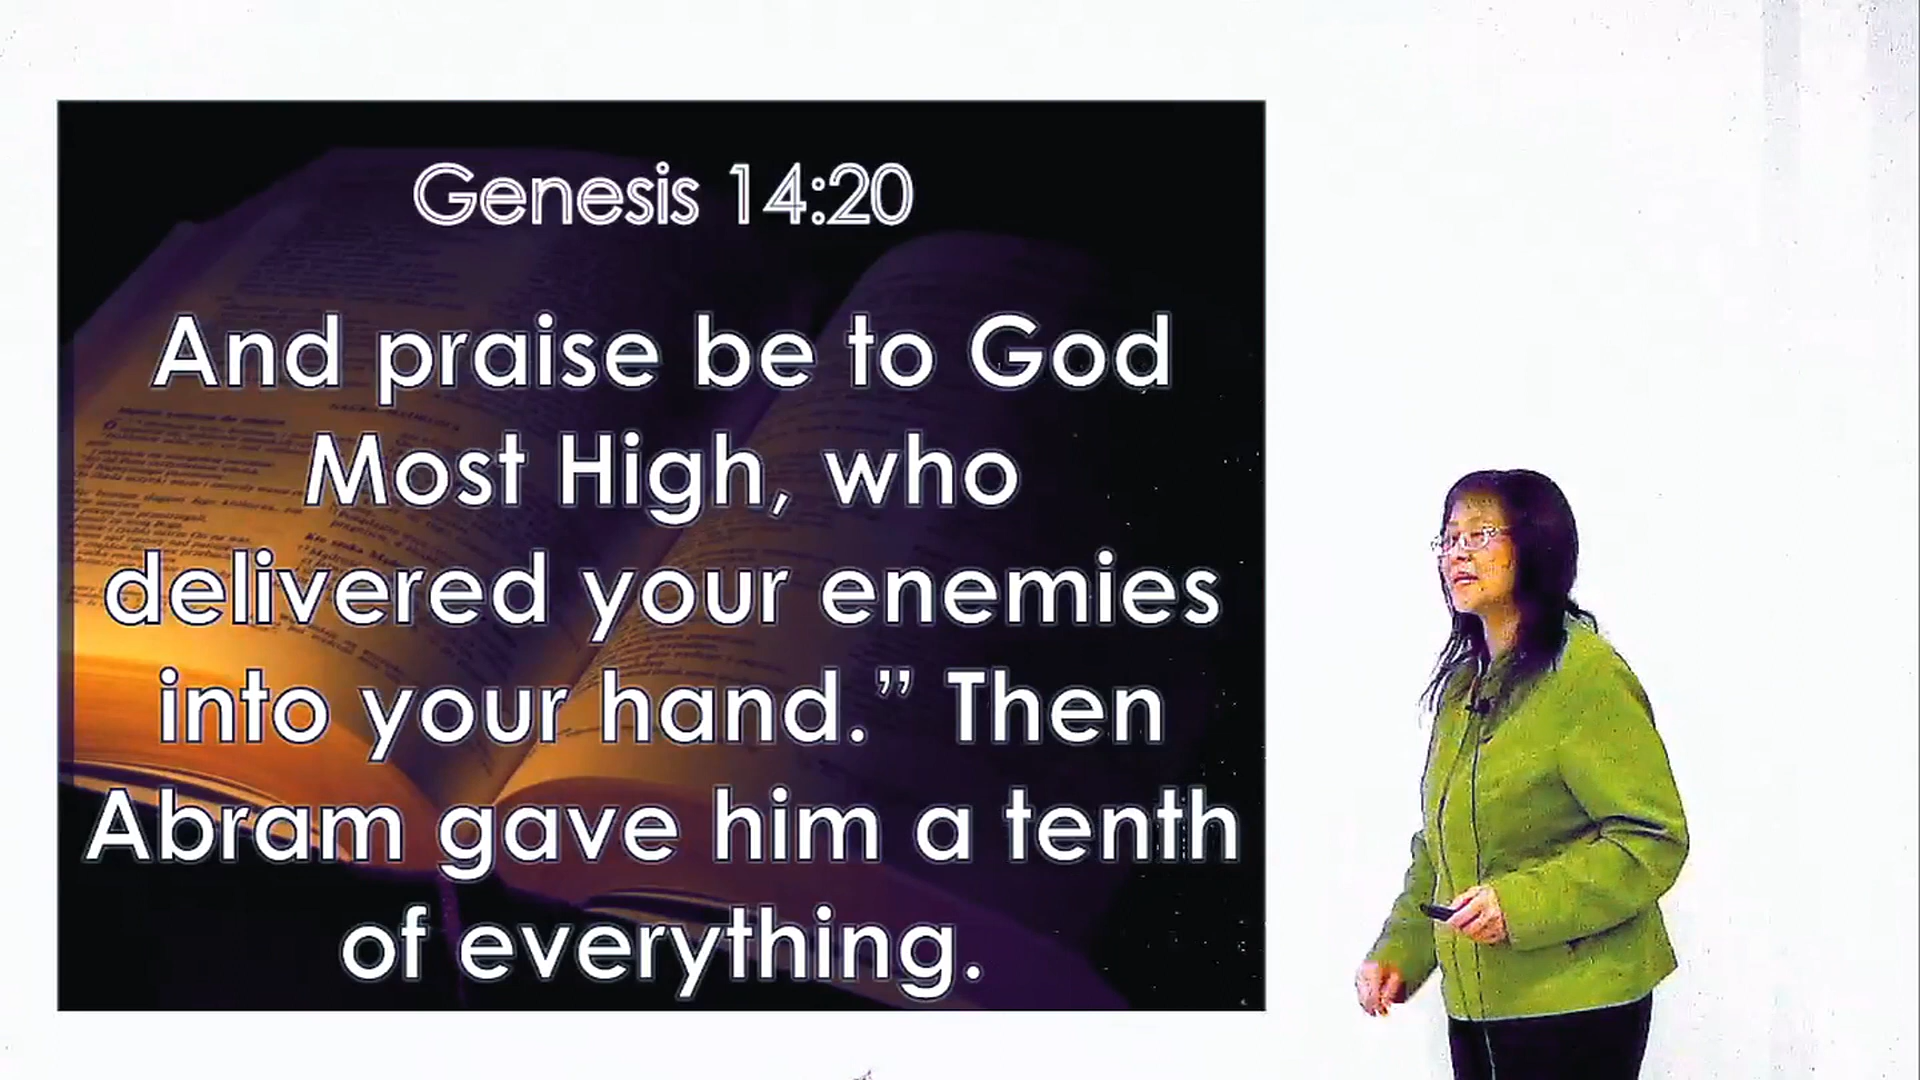 Genesis 14:20
And praise be to God
Most High, who
delivered your enemies
into your hand.” Then
Abram gave him a tenth
of everything.